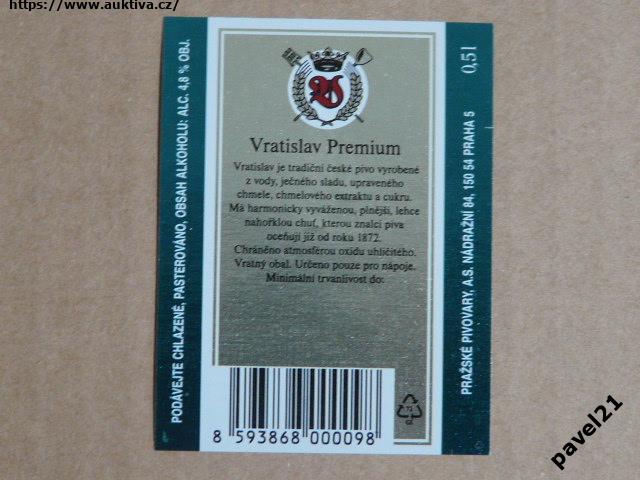 https://www.auktiva.cz/
Vratislav Premium
Vratislav je tradiční české pivo vyrobené
z vody, ječného sladu, upraveného
chmele, chmelového extraktu a cukru.
Má harmonicky vyváženou, plnější, lehce
nahořklou chuť, kterou znalci piva
oceňují již od roku 1872.
Chráněno atmosférou oxidu uhličitého.
Vratný obal. Určeno pouze pro nápoje.
Minimální trvanlivost do:
8 593868 000098
PODÁVEJTE CHLAZENÉ, PASTEROVÁNO, OBSAH ALKOHOLU: ALC. 4,8 % OBJ.
PRAŽSKÉ PIVOVARY, A.S. NÁDRAŽNÍ 84, 150 54 PRAHA 5
0,5 l
pavel21